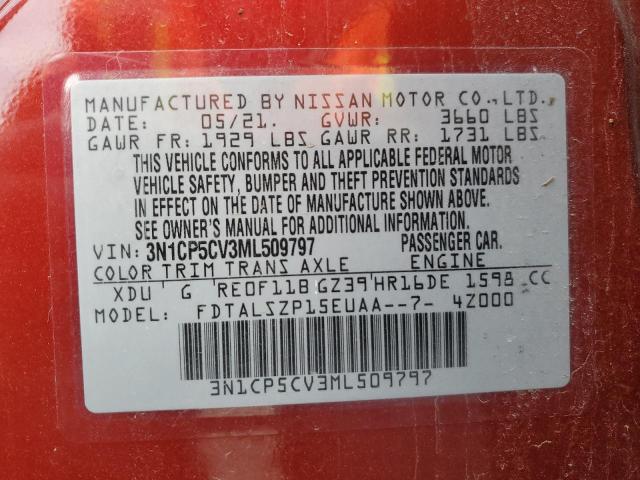 MANUFACTURED BY NISSAN MOTOR CO.,LTD.
DATE: 05/21. GVWR: 3660 LBS
GAWR FR: 1929 LBS GAWR RR: 1731 LBS
THIS VEHICLE CONFORMS TO ALL APPLICABLE FEDERAL MOTOR
VEHICLE SAFETY, BUMPER AND THEFT PREVENTION STANDARDS
IN EFFECT ON THE DATE OF MANUFACTURE SHOWN ABOVE.
SEE OWNER'S MANUAL FOR ADDITIONAL INFORMATION.
VIN: 3N1CP5CV3ML509797 PASSENGER CAR.
COLOR TRIM TRANS AXLE ENGINE
XDU G RE0F11B GZ39 HR16DE 1598 CC
MODEL: FDTALSZP15EUAA--7- 4Z000
3N1CP5CV3ML509797